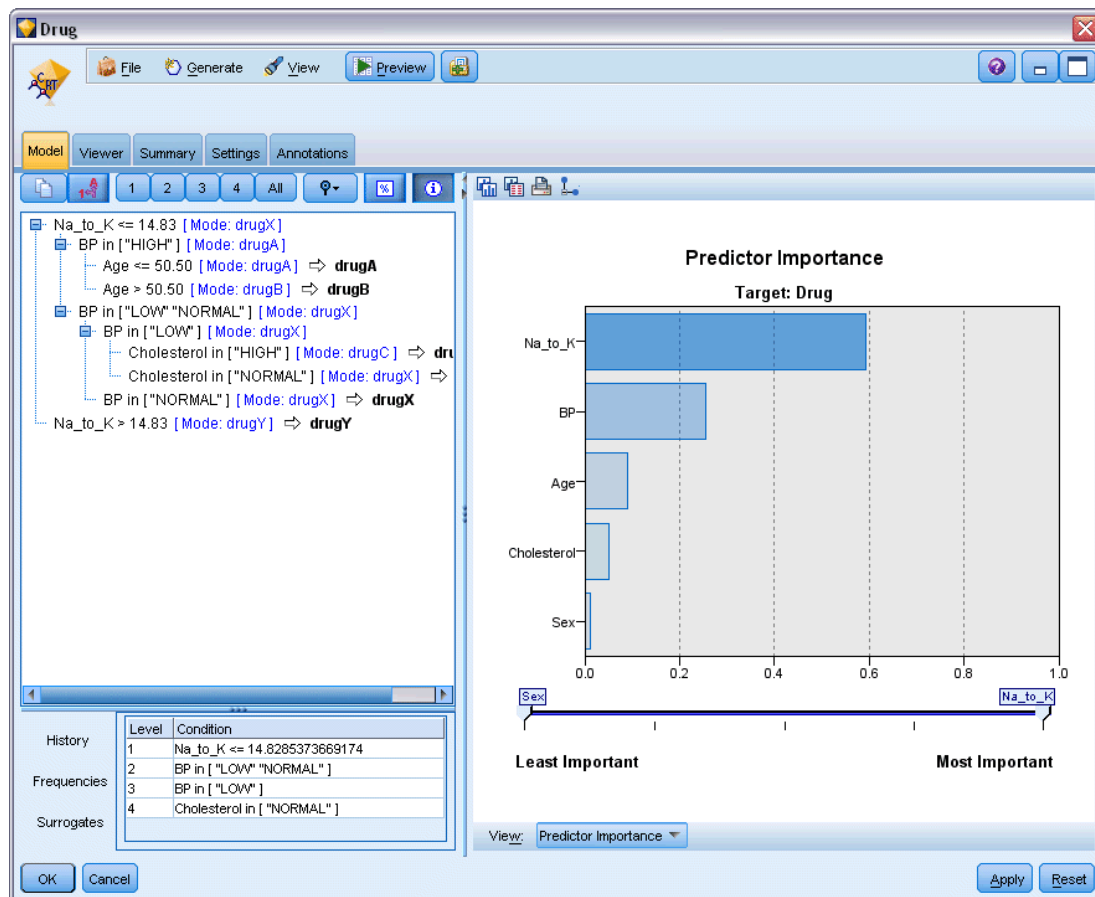 Drug
C&RT
File Generate View Preview
Model Viewer Summary Settings Annotations
1 2 3 4 All %
Na_to_K <= 14.83 [ Mode: drugX ]
BP in [ "HIGH" ] [ Mode: drugA ]
Age <= 50.50 [ Mode: drugA ] ⇨ drugA
Age > 50.50 [ Mode: drugB ] ⇨ drugB
BP in [ "LOW" "NORMAL" ] [ Mode: drugX ]
BP in [ "LOW" ] [ Mode: drugX ]
Cholesterol in [ "HIGH" ] [ Mode: drugC ] ⇨
Cholesterol in [ "NORMAL" ] [ Mode: drugX ] ⇨
BP in [ "NORMAL" ] [ Mode: drugX ] ⇨ drugX
Na_to_K > 14.83 [ Mode: drugY ] ⇨ drugY
History
Frequencies
Surrogates
Level Condition
1 Na_to_K <= 14.8285373669174
2 BP in [ "LOW" "NORMAL" ]
3 BP in [ "LOW" ]
4 Cholesterol in [ "NORMAL" ]
Predictor Importance
Target: Drug
Na_to_K
BP
Age
Cholesterol
Sex
0.0 0.2 0.4 0.6 0.8 1.0
Sex Na_to_K
Least Important Most Important
View: Predictor Importance
OK Cancel Apply Reset